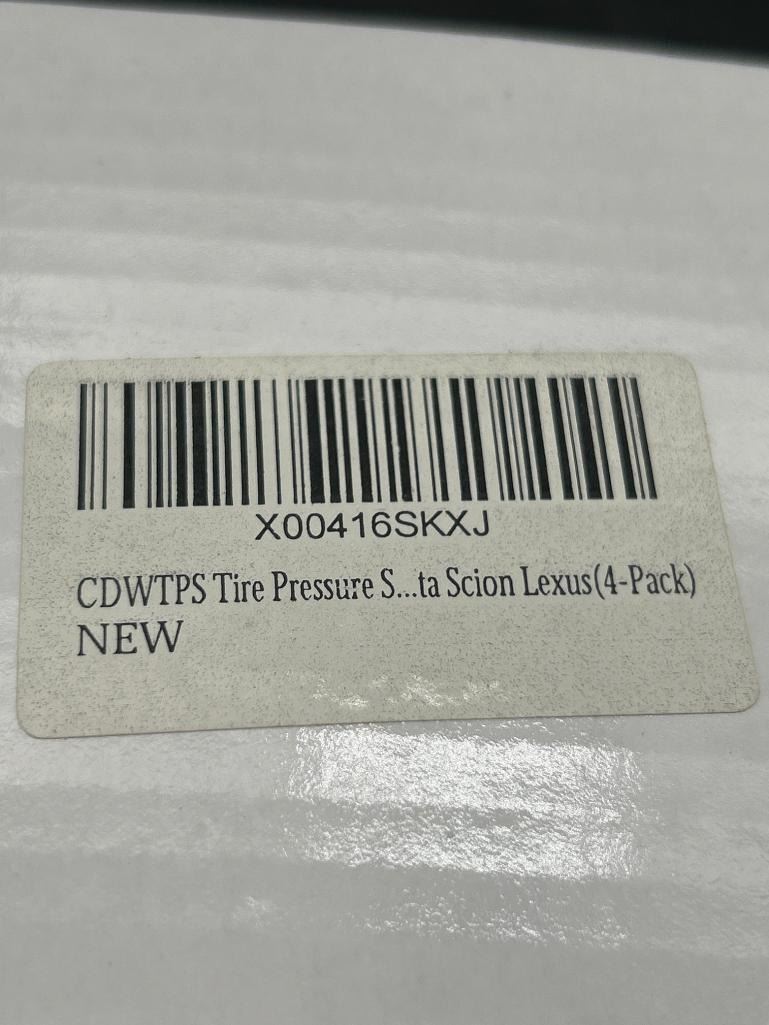 X00416SKXJ
CDWTPS Tire Pressure S...ta Scion Lexus(4-Pack)
NEW